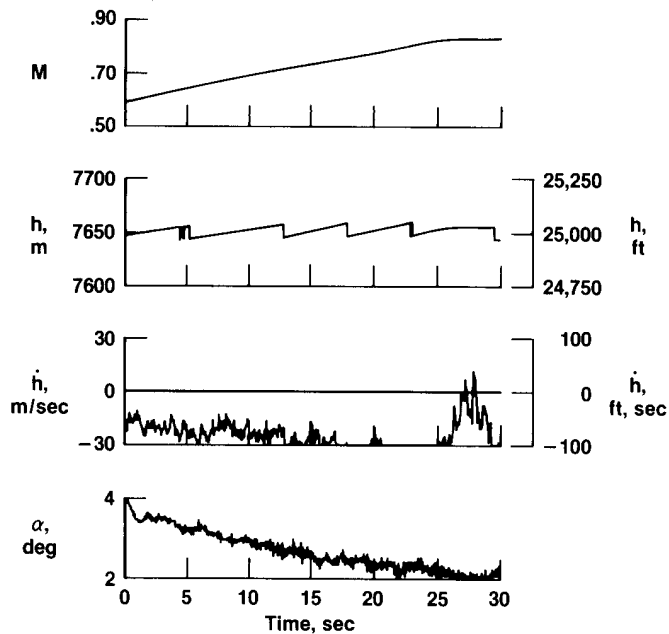 .90
M .70
.50
7700 25,250
h, 7650 25,000 h,
m ft
7600 24,750
30 100
ḣ, 0 0 ḣ,
m/sec ft, sec
−30 −100
4
α,
deg
2
0 5 10 15 20 25 30
Time, sec